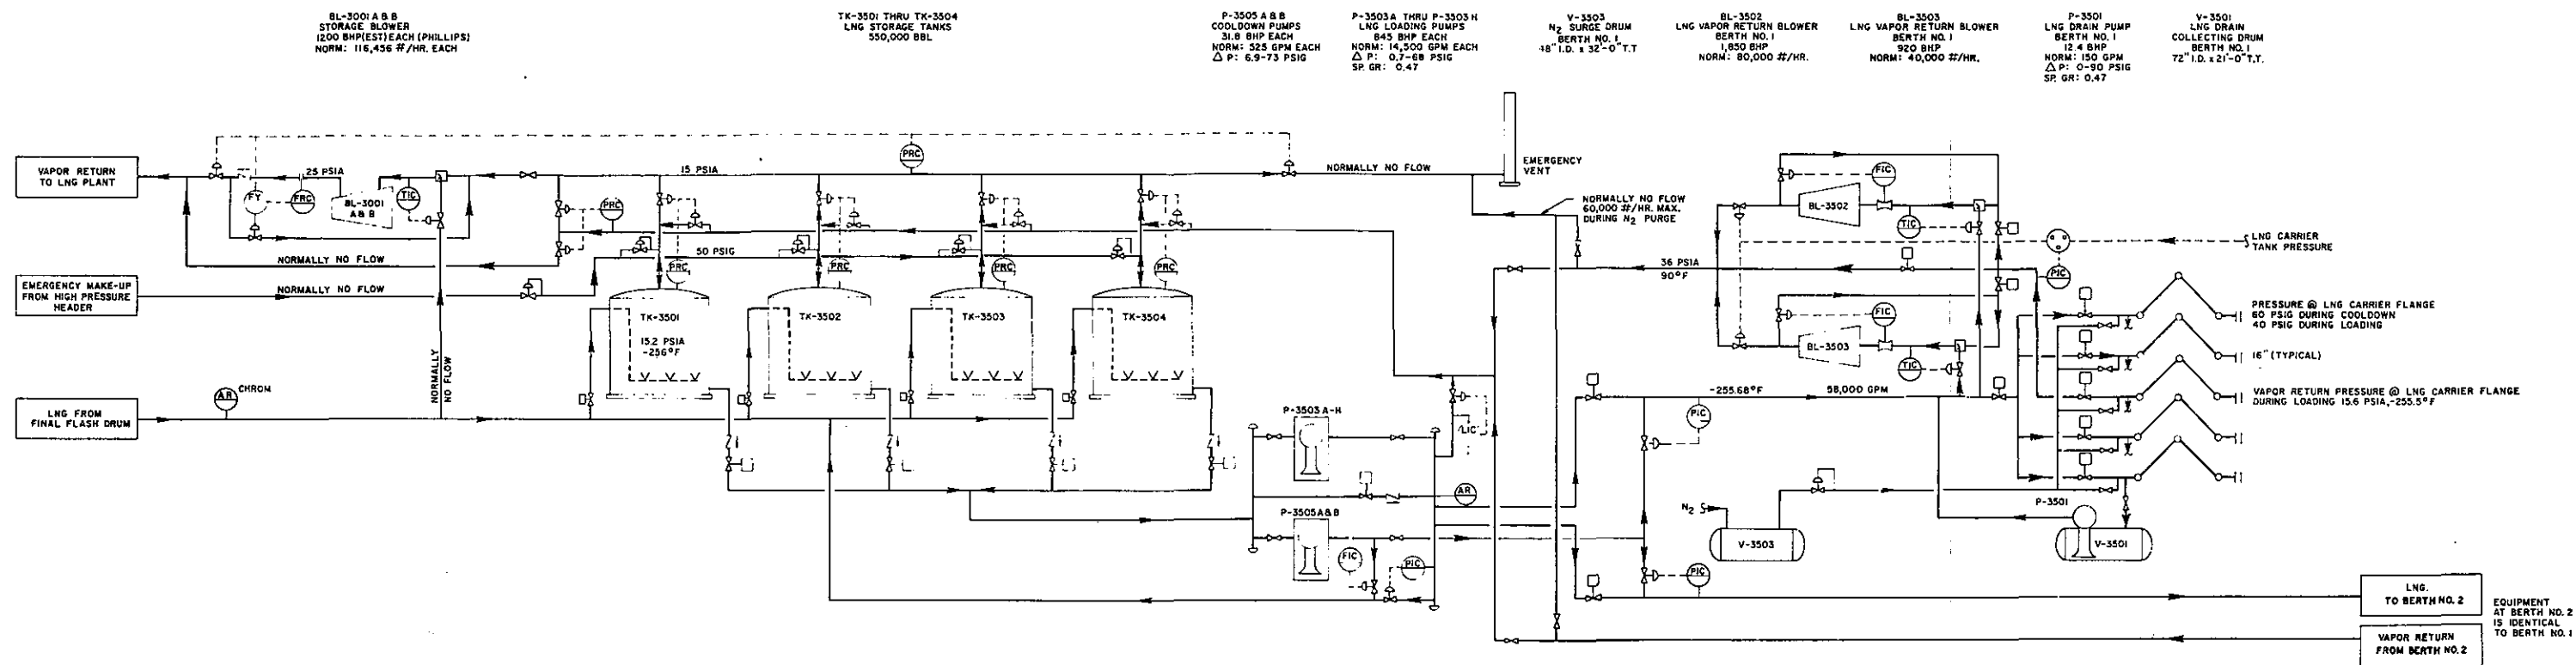 BL-3001 A & B
STORAGE BLOWER
1200 BHP(EST) EACH (PHILLIPS)
NORM: 116,456 #/HR. EACH
TK-3501 THRU TK-3504
LNG STORAGE TANKS
550,000 BBL
P-3505 A & B
COOLDOWN PUMPS
31.8 BHP EACH
NORM: 525 GPM EACH
△ P: 6.9-73 PSIG
P-3503A THRU P-3503H
LNG LOADING PUMPS
845 BHP EACH
NORM: 14,500 GPM EACH
△ P: 0.7-68 PSIG
SP. GR: 0.47
V-3503
N2 SURGE DRUM
BERTH NO. 1
48" I.D. x 32'-0" T.T
BL-3502
LNG VAPOR RETURN BLOWER
BERTH NO. 1
1,850 BHP
NORM: 80,000 #/HR.
BL-3503
LNG VAPOR RETURN BLOWER
BERTH NO. 1
920 BHP
NORM: 40,000 #/HR.
P-3501
LNG DRAIN PUMP
BERTH NO. 1
12.4 BHP
NORM: 150 GPM
△ P: 0-90 PSIG
SP. GR: 0.47
V-3501
LNG DRAIN
COLLECTING DRUM
BERTH NO. 1
72" I.D. x 21'-0" T.T.
VAPOR RETURN
TO LNG PLANT
25 PSIA
FY
FRC
BL-3001
A & B
TIC
15 PSIA
PRC
NORMALLY NO FLOW
EMERGENCY
VENT
PRC
NORMALLY NO FLOW
50 PSIG
EMERGENCY MAKE-UP
FROM HIGH PRESSURE
HEADER
NORMALLY NO FLOW
PRC
PRC
PRC
PRC
TK-3501
15.2 PSIA
-256°F
TK-3502
TK-3503
TK-3504
NORMALLY
NO FLOW
AR
CHROM
LNG FROM
FINAL FLASH DRUM
NORMALLY NO FLOW
60,000 #/HR. MAX.
DURING N2 PURGE
FIC
BL-3502
TIC
36 PSIA
90°F
LNG CARRIER
TANK PRESSURE
PIC
FIC
BL-3503
TIC
PRESSURE @ LNG CARRIER FLANGE
60 PSIG DURING COOLDOWN
40 PSIG DURING LOADING
16" (TYPICAL)
VAPOR RETURN PRESSURE @ LNG CARRIER FLANGE
DURING LOADING 15.6 PSIA, -255.5°F
-255.68°F
58,000 GPM
P-3503 A-H
LIC
PIC
AR
P-3505 A & B
FIC
PIC
N2
V-3503
P-3501
V-3501
PIC
LNG.
TO BERTH NO. 2
VAPOR RETURN
FROM BERTH NO. 2
EQUIPMENT
AT BERTH NO. 2
IS IDENTICAL
TO BERTH NO. 1